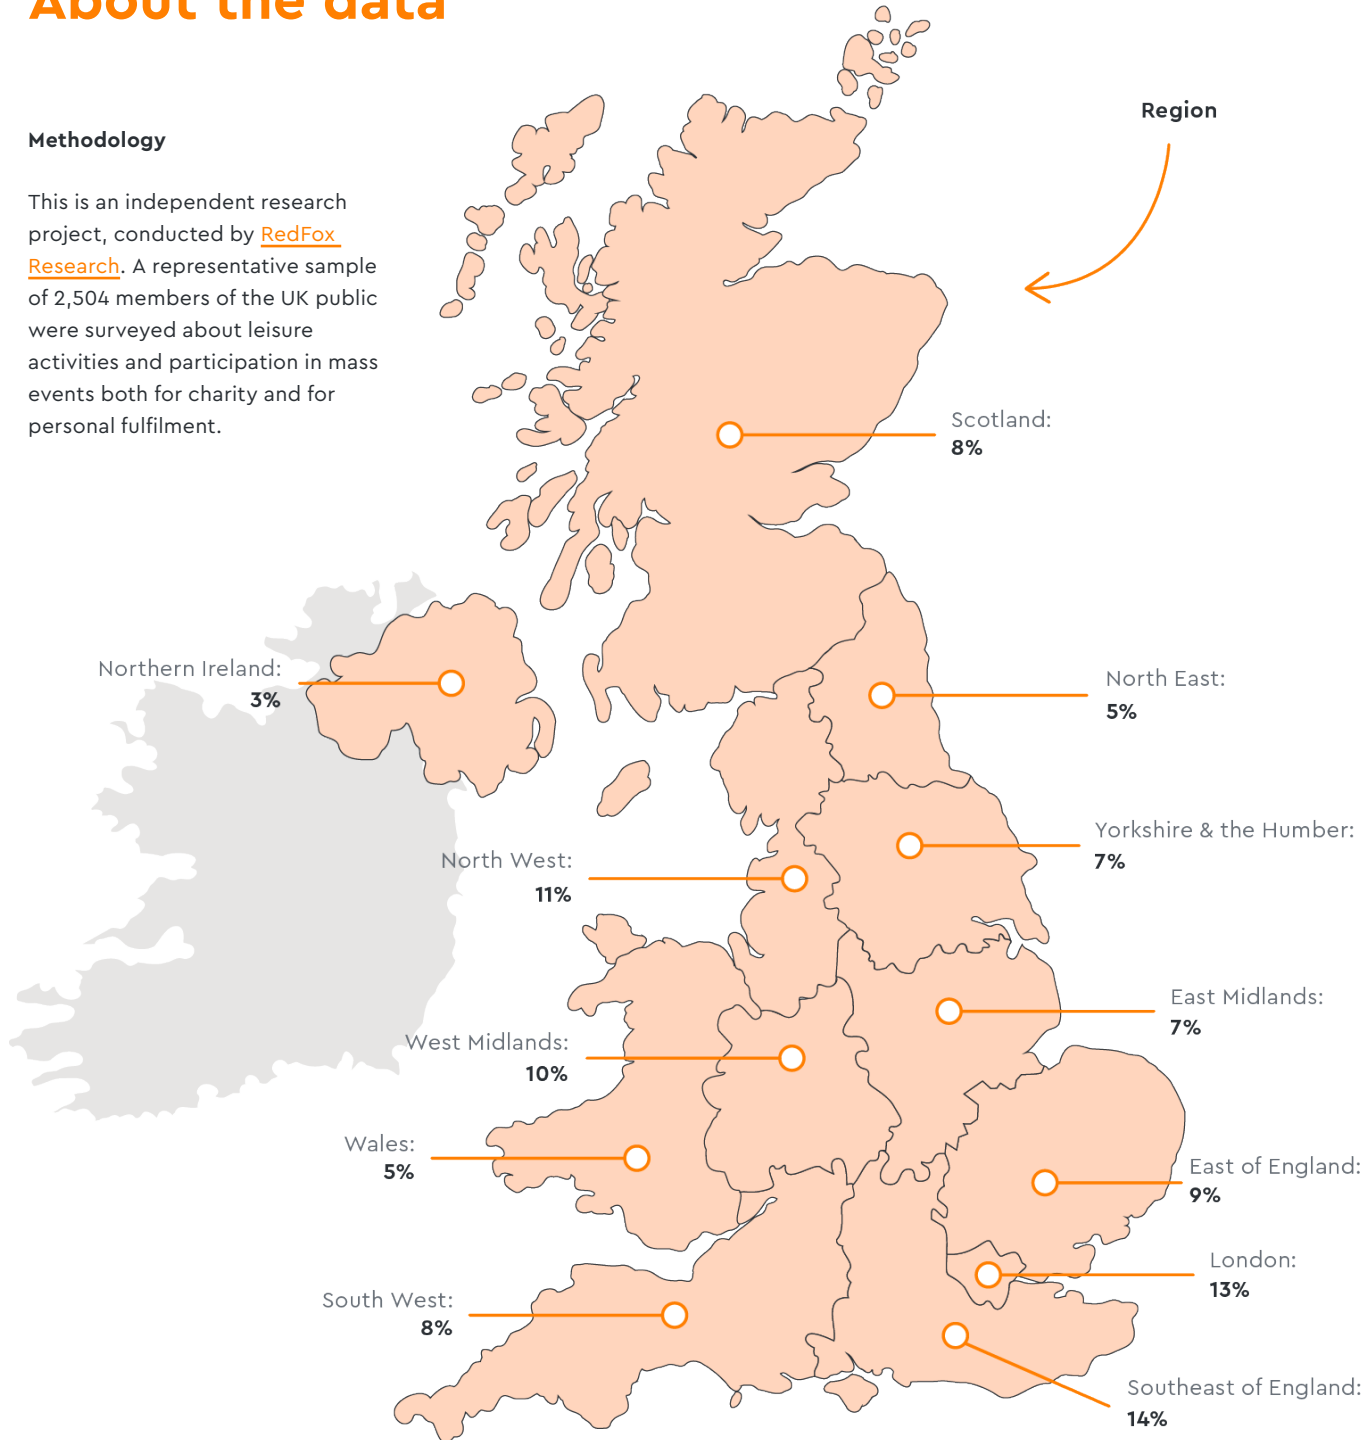 About the data
Methodology
This is an independent research
project, conducted by RedFox
Research. A representative sample
of 2,504 members of the UK public
were surveyed about leisure
activities and participation in mass
events both for charity and for
personal fulfilment.
Region
Scotland:
8%
Northern Ireland:
3%
North East:
5%
Yorkshire & the Humber:
7%
North West:
11%
East Midlands:
7%
West Midlands:
10%
Wales:
5%
East of England:
9%
London:
13%
South West:
8%
Southeast of England:
14%